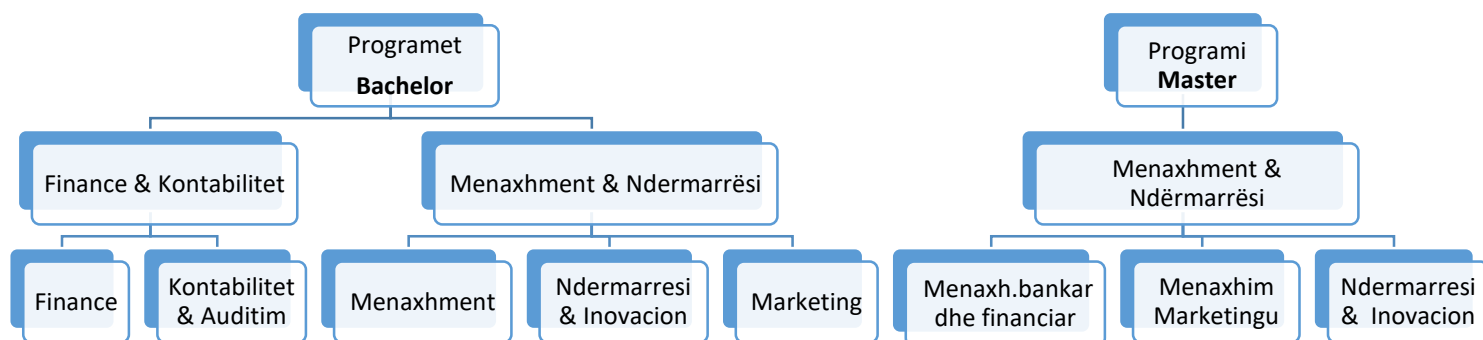 Programet
Bachelor
Programi
Master
Finance & Kontabilitet
Menaxhment & Ndermarrësi
Menaxhment &
Ndërmarrësi
Finance
Kontabilitet
& Auditim
Menaxhment
Ndermarresi
& Inovacion
Marketing
Menaxh.bankar
dhe financiar
Menaxhim
Marketingu
Ndermarresi
& Inovacion